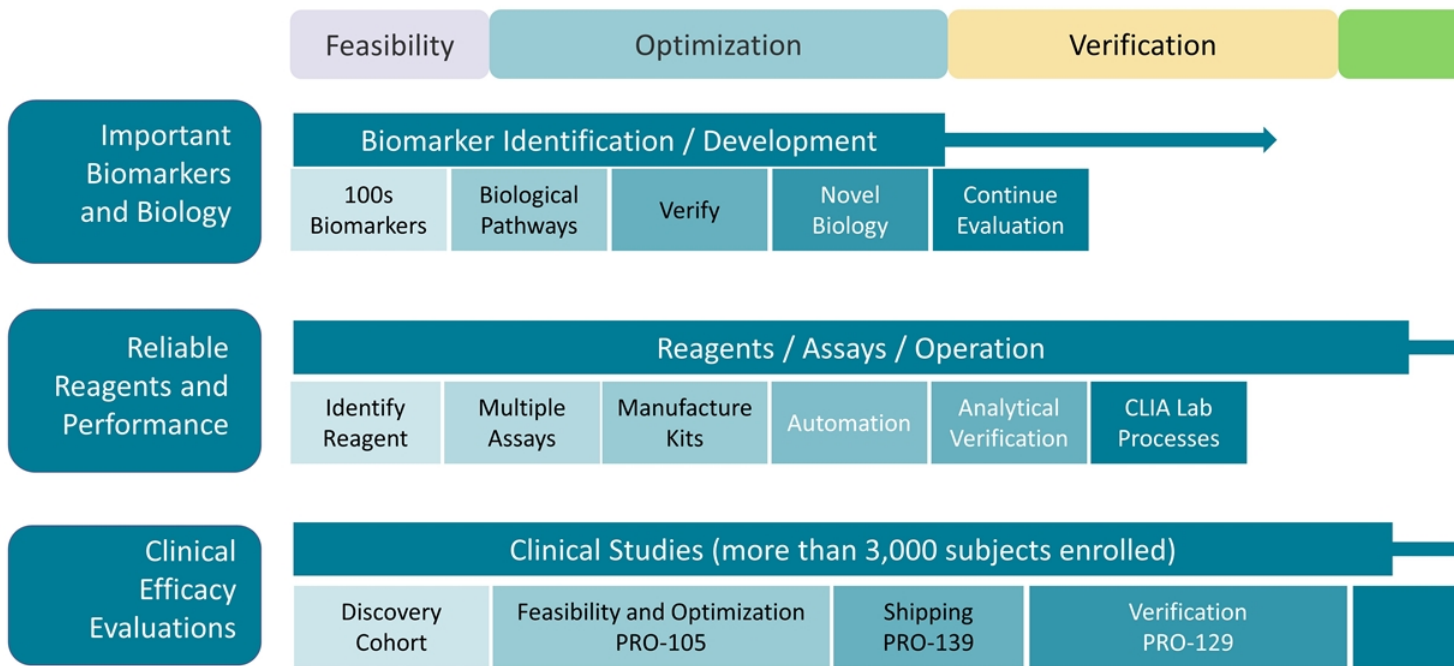 Feasibility
Optimization
Verification
Important
Biomarkers
and Biology
Biomarker Identification / Development
100s
Biomarkers
Biological
Pathways
Verify
Novel
Biology
Continue
Evaluation
Reliable
Reagents and
Performance
Reagents / Assays / Operation
Identify
Reagent
Multiple
Assays
Manufacture
Kits
Automation
Analytical
Verification
CLIA Lab
Processes
Clinical
Efficacy
Evaluations
Clinical Studies (more than 3,000 subjects enrolled)
Discovery
Cohort
Feasibility and Optimization
PRO-105
Shipping
PRO-139
Verification
PRO-129